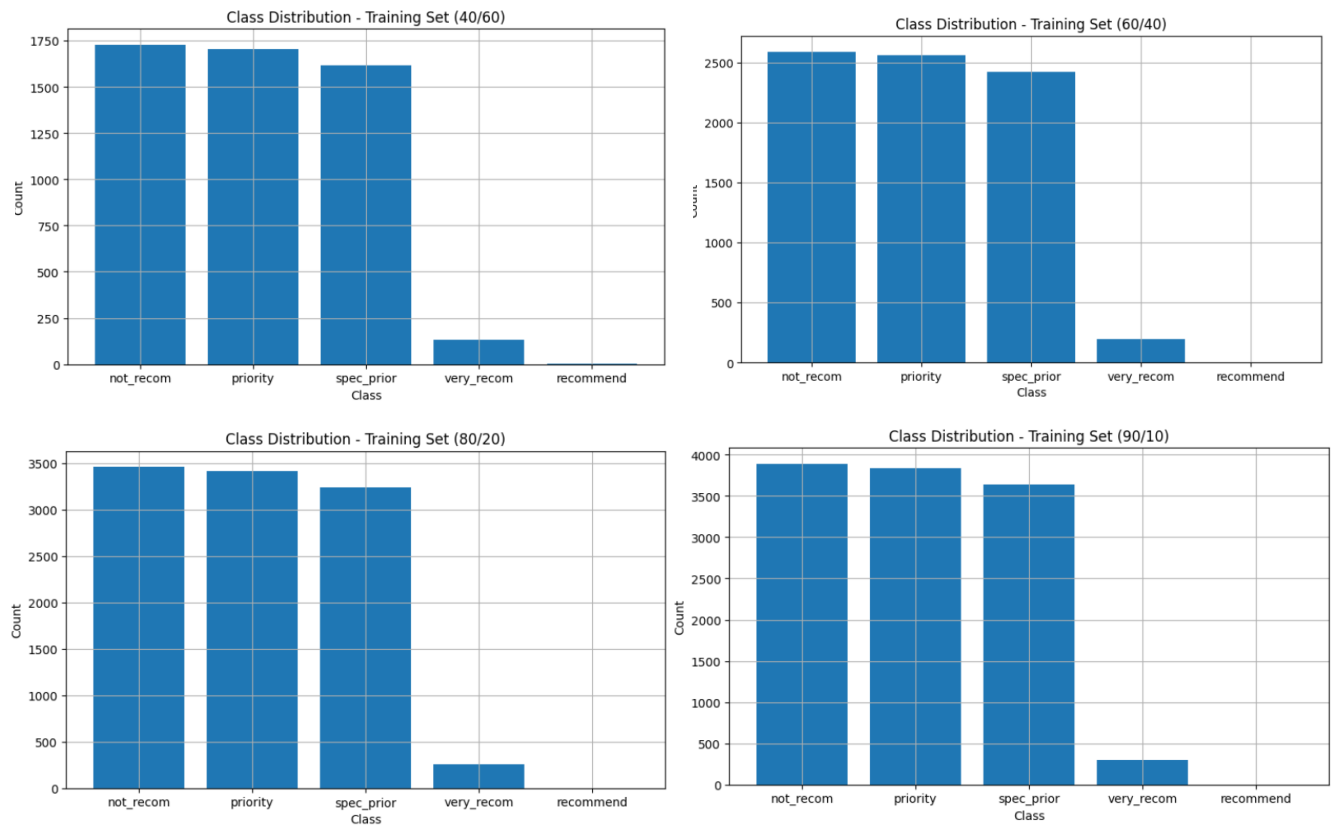 Class Distribution - Training Set (40/60)
1750
1500
1250
1000
750
500
250
0
Count
not_recom priority spec_prior very_recom recommend
Class
Class Distribution - Training Set (60/40)
2500
2000
1500
1000
500
0
Count
not_recom priority spec_prior very_recom recommend
Class
Class Distribution - Training Set (80/20)
3500
3000
2500
2000
1500
1000
500
0
Count
not_recom priority spec_prior very_recom recommend
Class
Class Distribution - Training Set (90/10)
4000
3500
3000
2500
2000
1500
1000
500
0
Count
not_recom priority spec_prior very_recom recommend
Class